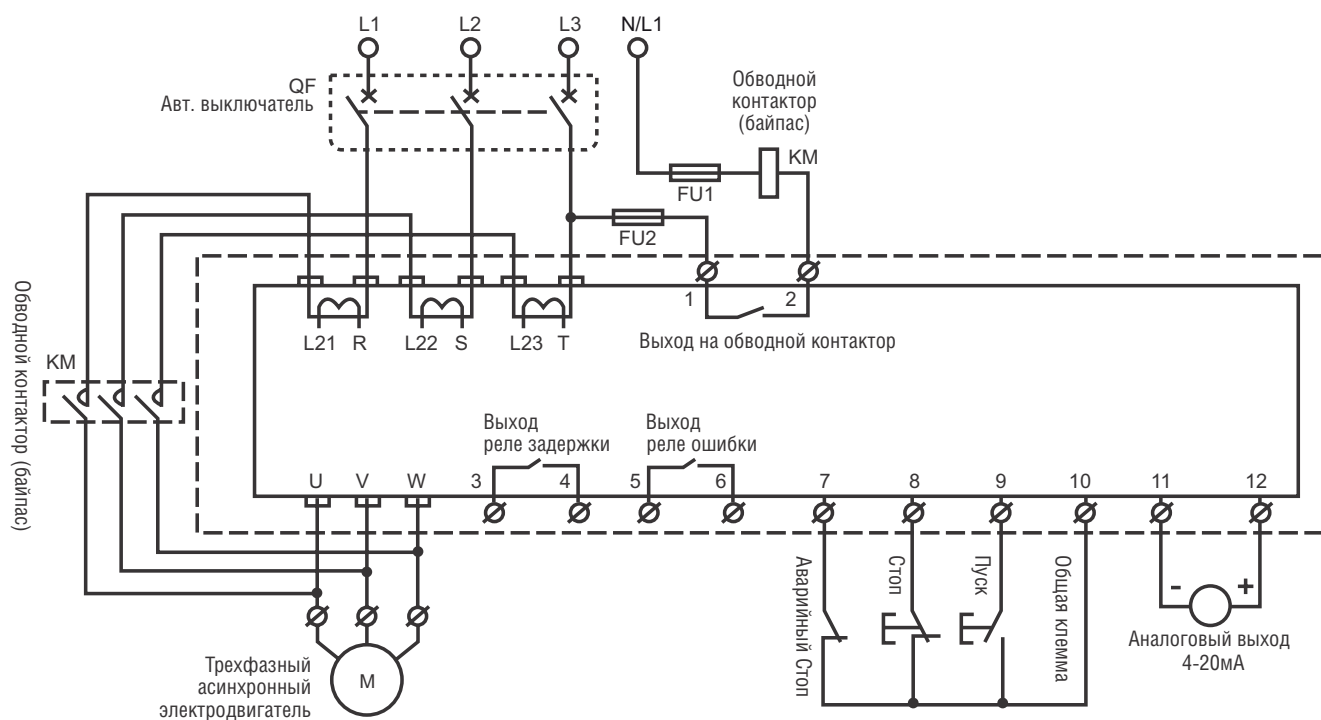 L1
L2
L3
N/L1
QF
Авт. выключатель
Обводной
контактор
(байпас)
KM
FU1
FU2
1
2
L21
R
L22
S
L23
T
Выход на обводной контактор
Обводной контактор (байпас)
KM
Выход
реле задержки
Выход
реле ошибки
U
V
W
3
4
5
6
7
8
9
10
11
12
Аварийный Стоп
Стоп
Пуск
Общая клемма
-
+
Аналоговый выход
4-20мА
Трехфазный
асинхронный
электродвигатель
M